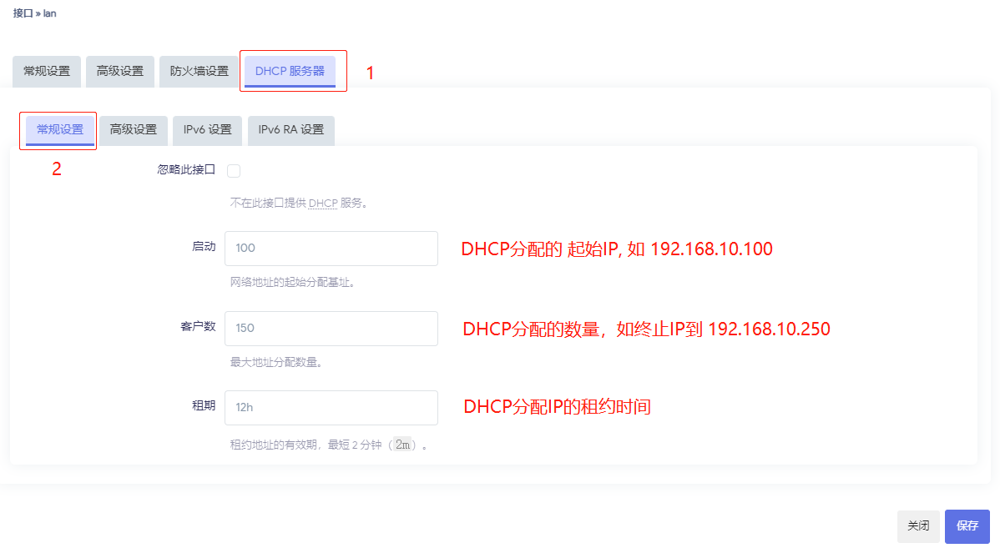 接口 » lan
常规设置 高级设置 防火墙设置 DHCP 服务器 1
常规设置 高级设置 IPv6 设置 IPv6 RA 设置
2
忽略此接口
不在此接口提供 DHCP 服务。
启动 100 DHCP分配的 起始IP, 如 192.168.10.100
网络地址的起始分配基址。
客户数 150 DHCP分配的数量，如终止IP到 192.168.10.250
最大地址分配数量。
租期 12h DHCP分配IP的租约时间
租约地址的有效期，最短 2 分钟（2m）。
关闭 保存